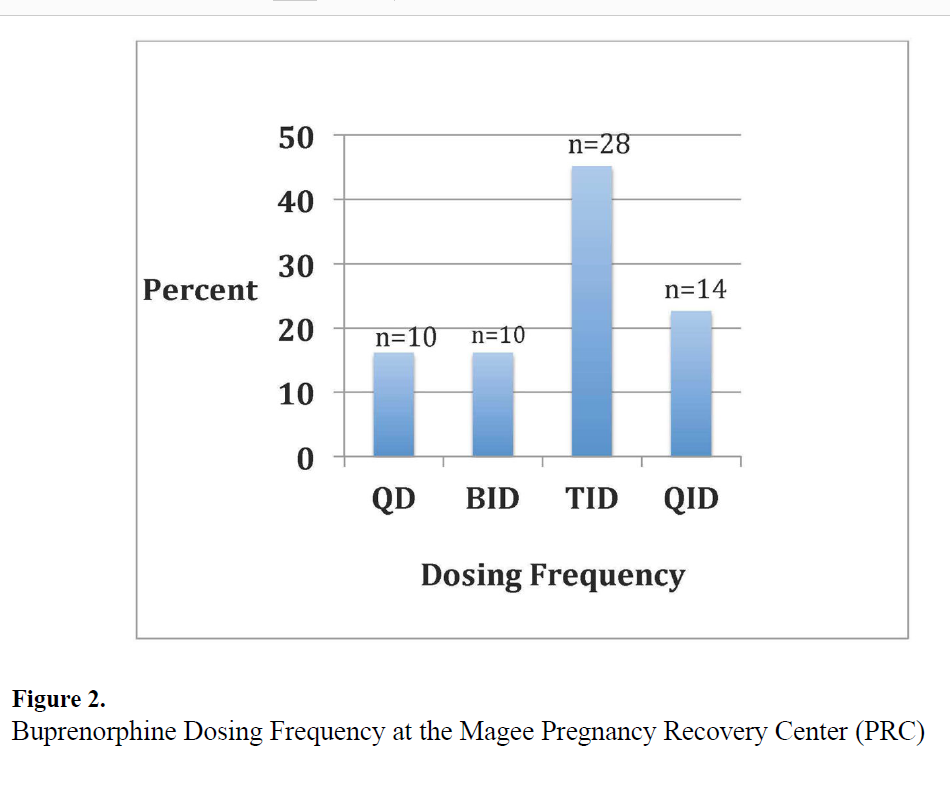 50
n=28
40
30
Percent
n=14
20
n=10 n=10
10
0
QD BID TID QID
Dosing Frequency
Figure 2.
Buprenorphine Dosing Frequency at the Magee Pregnancy Recovery Center (PRC)